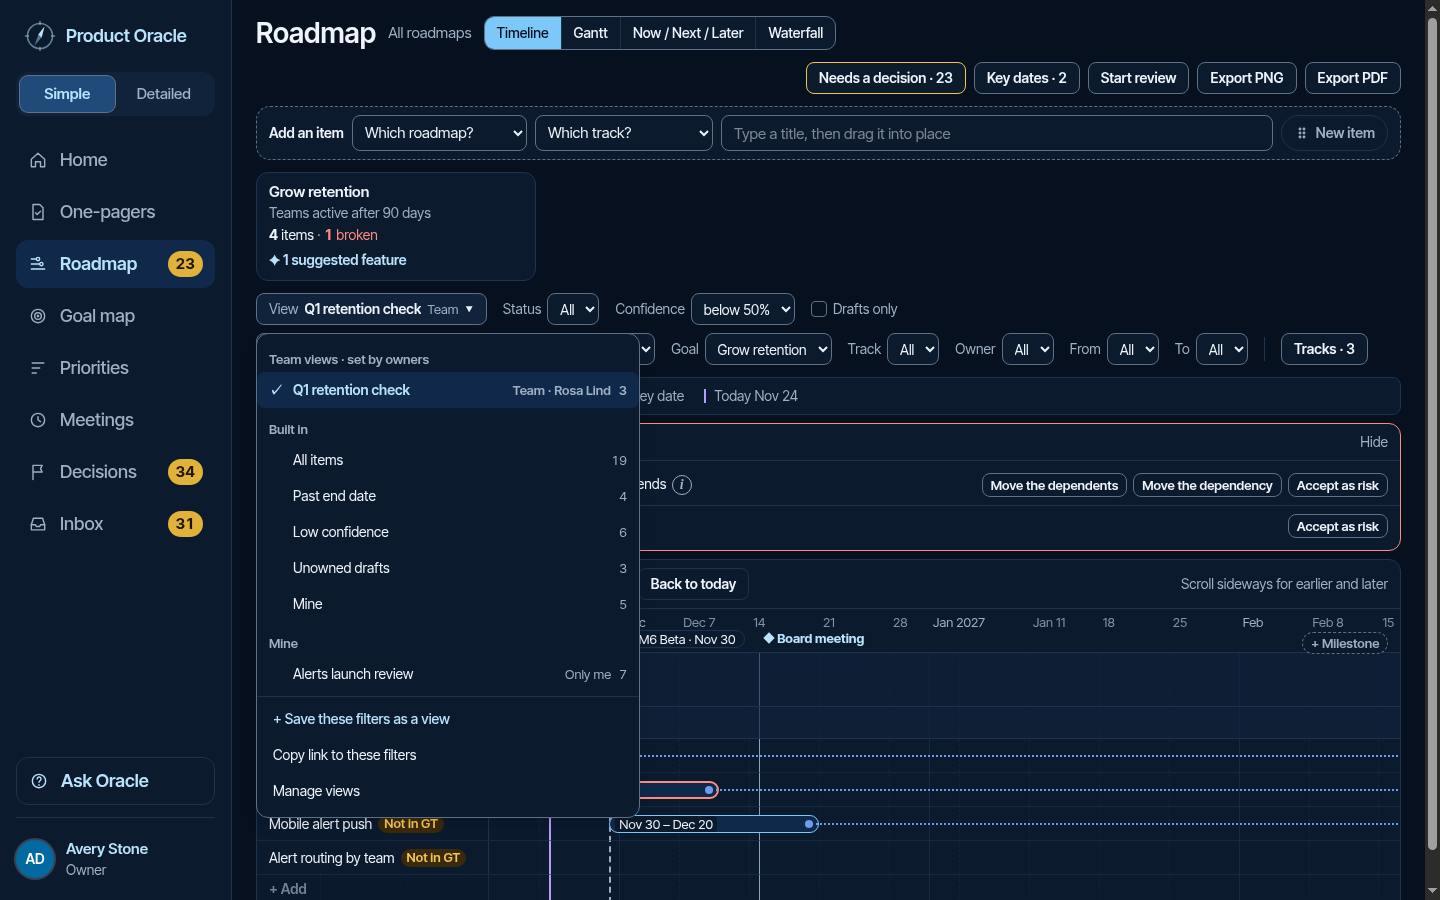 Product Oracle
Simple
Detailed
Home
One-pagers
Roadmap 23
Goal map
Priorities
Meetings
Decisions 34
Inbox 31
Ask Oracle
AD
Avery Stone
Owner
Roadmap All roadmaps Timeline Gantt Now / Next / Later Waterfall
Needs a decision · 23 Key dates · 2 Start review Export PNG Export PDF
Add an item Which roadmap? Which track? Type a title, then drag it into place New item
Grow retention
Teams active after 90 days
4 items · 1 broken
1 suggested feature
View Q1 retention check Team ▼ Status All Confidence below 50% Drafts only
Goal Grow retention Track All Owner All From All To All Tracks · 3
Team views · set by owners
✓ Q1 retention check Team · Rosa Lind 3
Built in
All items 19
Past end date 4
Low confidence 6
Unowned drafts 3
Mine 5
Mine
Alerts launch review Only me 7
+ Save these filters as a view
Copy link to these filters
Manage views
ey date Today Nov 24
Hide
ends i Move the dependents Move the dependency Accept as risk
Accept as risk
Back to today Scroll sideways for earlier and later
c Dec 7 14 21 28 Jan 2027 Jan 11 18 25 Feb Feb 8 15
M6 Beta · Nov 30 ◆ Board meeting + Milestone
Mobile alert push Not in GT Nov 30 – Dec 20
Alert routing by team Not in GT
+ Add